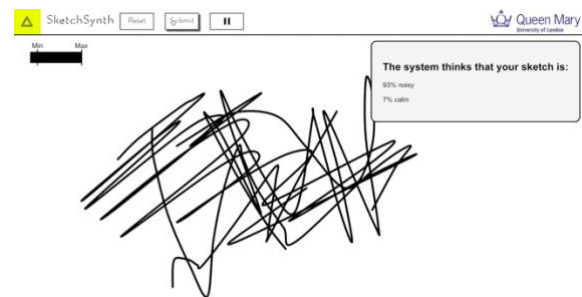 SketchSynth Reset Submit
Queen Mary
University of London
Min Max
The system thinks that your sketch is:
93% noisy
7% calm